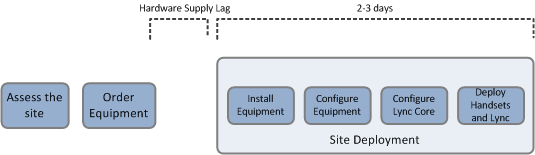 Hardware Supply Lag
2-3 days
Assess the
site
Order
Equipment
Install
Equipment
Configure
Equipment
Configure
Lync Core
Deploy
Handsets
and Lync
Site Deployment